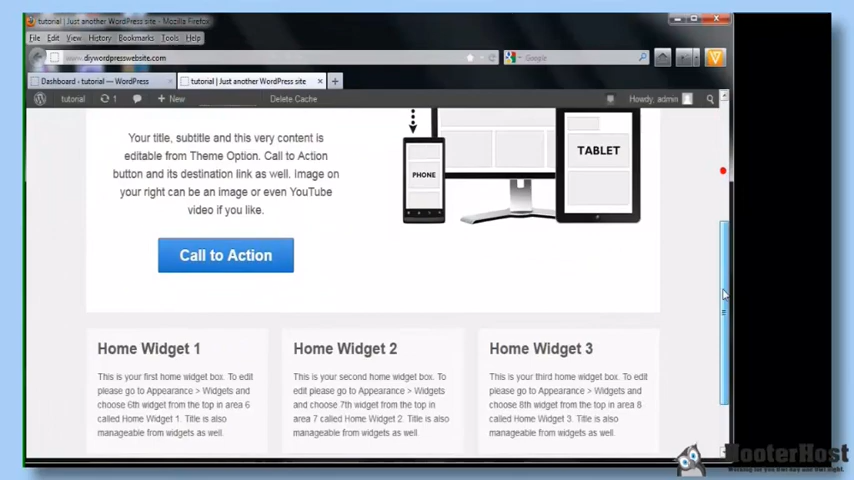 tutorial | Just another WordPress site - Mozilla Firefox
File Edit View History Bookmarks Tools Help
www.diywordpresswebsite.com
Google
Dashboard ‹ tutorial — WordPress
tutorial | Just another WordPress site
tutorial 1 + New Delete Cache Howdy, admin
Your title, subtitle and this very content is
editable from Theme Option. Call to Action
button and its destination link as well. Image on
your right can be an image or even YouTube
video if you like.
Call to Action
PHONE
TABLET
Home Widget 1
This is your first home widget box. To edit
please go to Appearance > Widgets and
choose 6th widget from the top in area 6
called Home Widget 1. Title is also
manageable from widgets as well.
Home Widget 2
This is your second home widget box. To
edit please go to Appearance > Widgets
and choose 7th widget from the top in
area 7 called Home Widget 2. Title is also
manageable from widgets as well.
Home Widget 3
This is your third home widget box. To edit
please go to Appearance > Widgets and
choose 8th widget from the top in area 8
called Home Widget 3. Title is also
manageable from widgets as well.
HooterHost